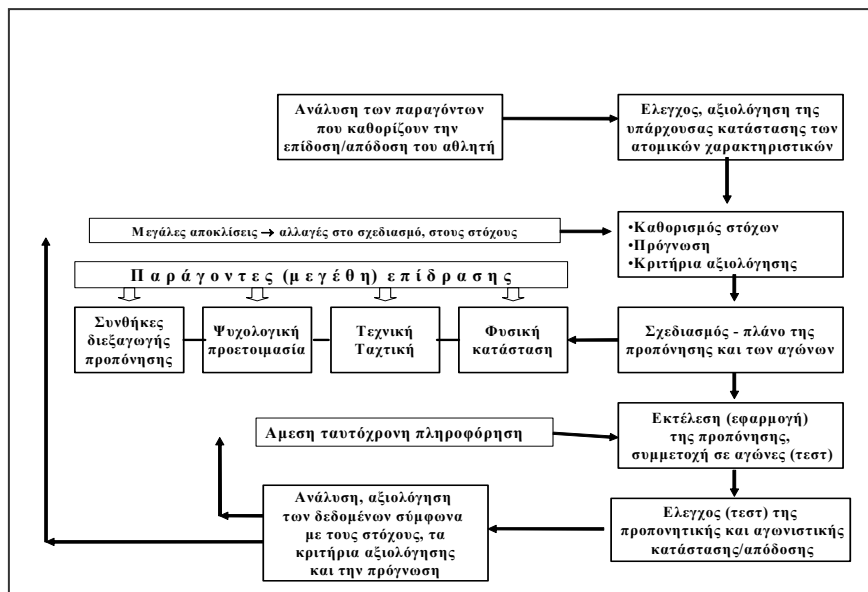 Ανάλυση των παραγόντων
που καθορίζουν την
επίδοση/απόδοση του αθλητή
Ελεγχος, αξιολόγηση της
υπάρχουσας κατάστασης των
ατομικών χαρακτηριστικών
Μεγάλες αποκλίσεις → αλλαγές στο σχεδιασμό, στους στόχους
•Καθορισμός στόχων
•Πρόγνωση
•Κριτήρια αξιολόγησης
Παράγοντες (μεγέθη) επίδρασης
Συνθήκες
διεξαγωγής
προπόνησης
Ψυχολογική
προετοιμασία
Τεχνική
Ταχτική
Φυσική
κατάσταση
Σχεδιασμός - πλάνο της
προπόνησης και των αγώνων
Αμεση ταυτόχρονη πληροφόρηση
Εκτέλεση (εφαρμογή)
της προπόνησης,
συμμετοχή σε αγώνες (τεστ)
Ανάλυση, αξιολόγηση
των δεδομένων σύμφωνα
με τους στόχους, τα
κριτήρια αξιολόγησης
και την πρόγνωση
Ελεγχος (τεστ) της
προπονητικής και αγωνιστικής
κατάστασης/απόδοσης